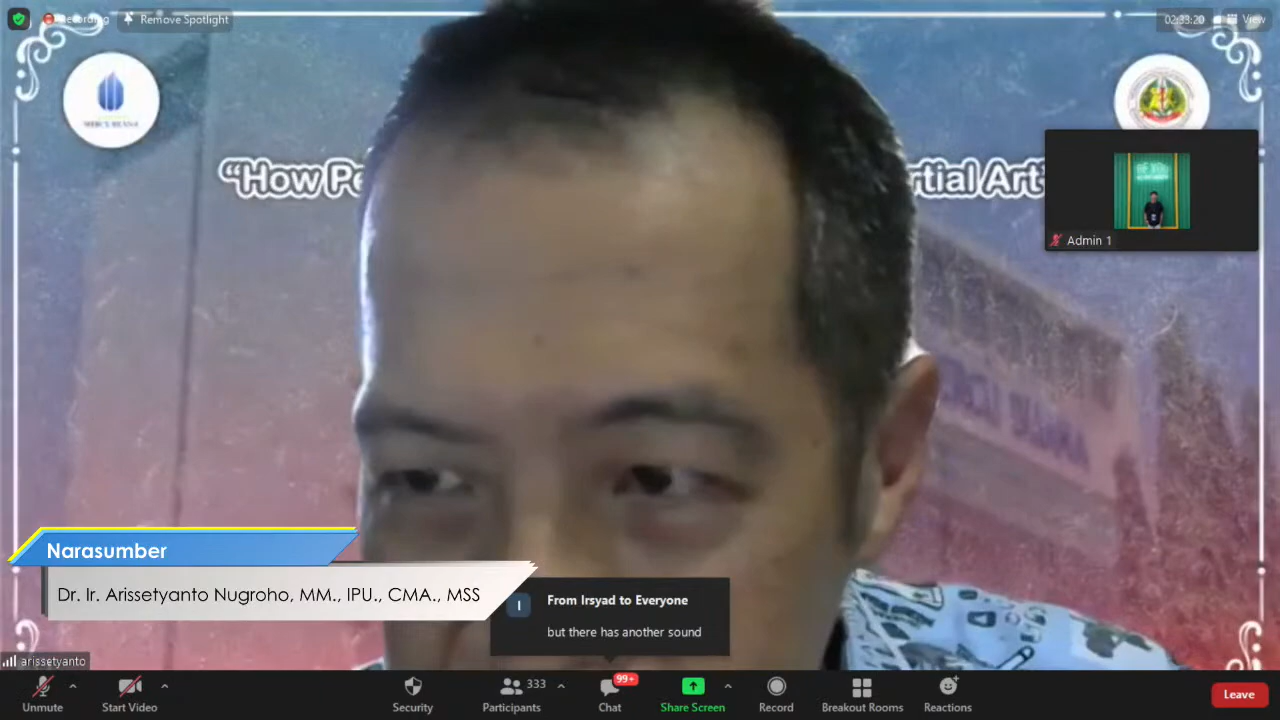 Recording
Remove Spotlight
02:33:20
View
MERCU BUANA
“How Pe
rtial Art
Admin 1
Narasumber
Dr. Ir. Arissetyanto Nugroho, MM., IPU., CMA., MSS
I
From Irsyad to Everyone
but there has another sound
arissetyanto
Unmute
Start Video
Security
333
Participants
99+
Chat
Share Screen
Record
Breakout Rooms
Reactions
Leave